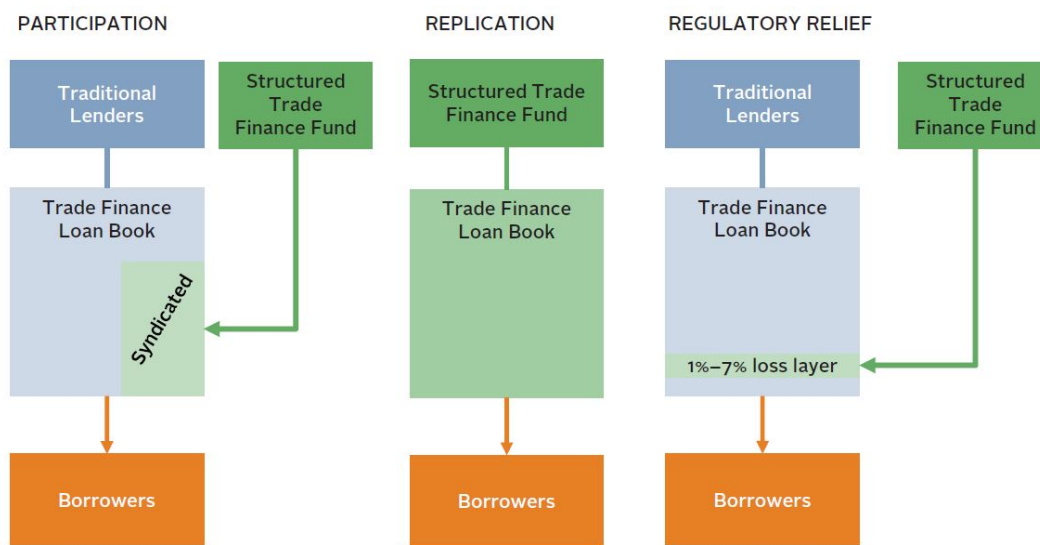 PARTICIPATION
Traditional
Lenders
Structured
Trade
Finance Fund
Trade Finance
Loan Book
Syndicated
Borrowers
REPLICATION
Structured Trade
Finance Fund
Trade Finance
Loan Book
Borrowers
REGULATORY RELIEF
Traditional
Lenders
Structured
Trade
Finance Fund
Trade Finance
Loan Book
1%–7% loss layer
Borrowers